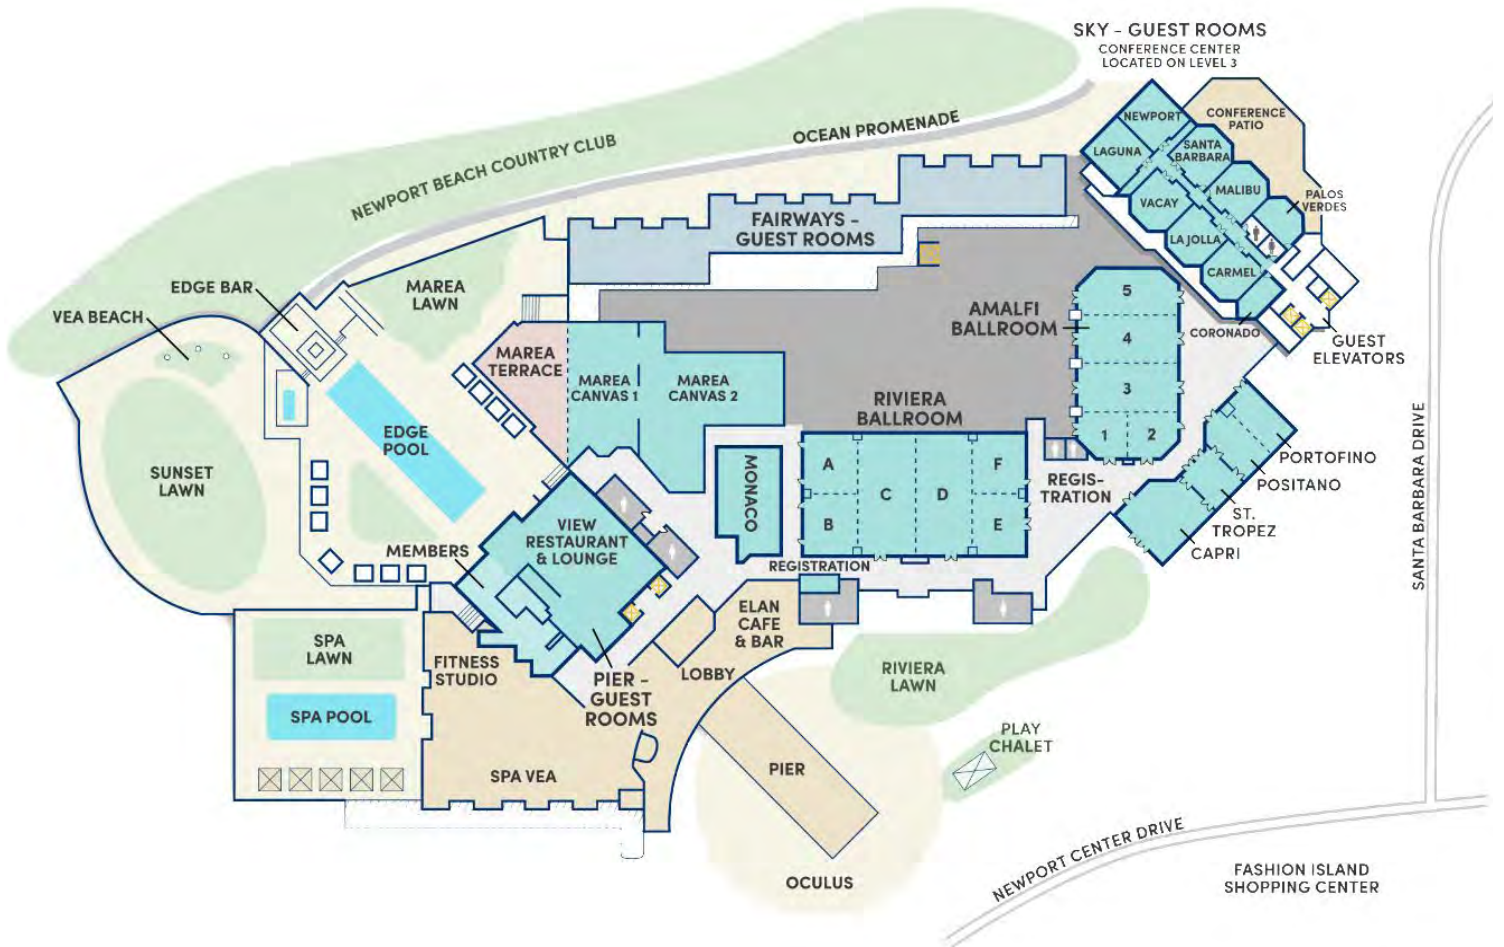 SKY - GUEST ROOMS
CONFERENCE CENTER
LOCATED ON LEVEL 3
NEWPORT
CONFERENCE
PATIO
LAGUNA
SANTA
BARBARA
MALIBU
PALOS
VERDES
VACAY
LA JOLLA
CARMEL
CORONADO
GUEST
ELEVATORS
OCEAN PROMENADE
NEWPORT BEACH COUNTRY CLUB
FAIRWAYS -
GUEST ROOMS
EDGE BAR
VEA BEACH
MAREA
LAWN
MAREA
TERRACE
MAREA
CANVAS 1
MAREA
CANVAS 2
AMALFI
BALLROOM
5
4
3
1
2
RIVIERA
BALLROOM
A
B
C
D
F
E
MONACO
REGIS-
TRATION
PORTOFINO
POSITANO
ST.
TROPEZ
CAPRI
SANTA BARBARA DRIVE
EDGE
POOL
SUNSET
LAWN
MEMBERS
VIEW
RESTAURANT
& LOUNGE
REGISTRATION
ELAN
CAFE
& BAR
LOBBY
SPA
LAWN
FITNESS
STUDIO
PIER -
GUEST
ROOMS
SPA POOL
SPA VEA
RIVIERA
LAWN
PLAY
CHALET
PIER
OCULUS
NEWPORT CENTER DRIVE
FASHION ISLAND
SHOPPING CENTER